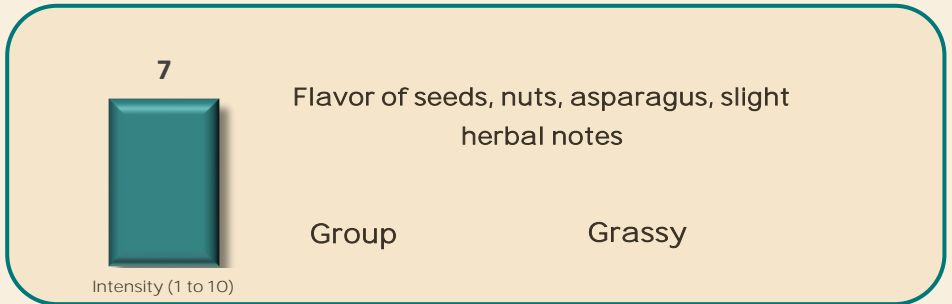 7
Flavor of seeds, nuts, asparagus, slight
herbal notes
Group
Grassy
Intensity (1 to 10)